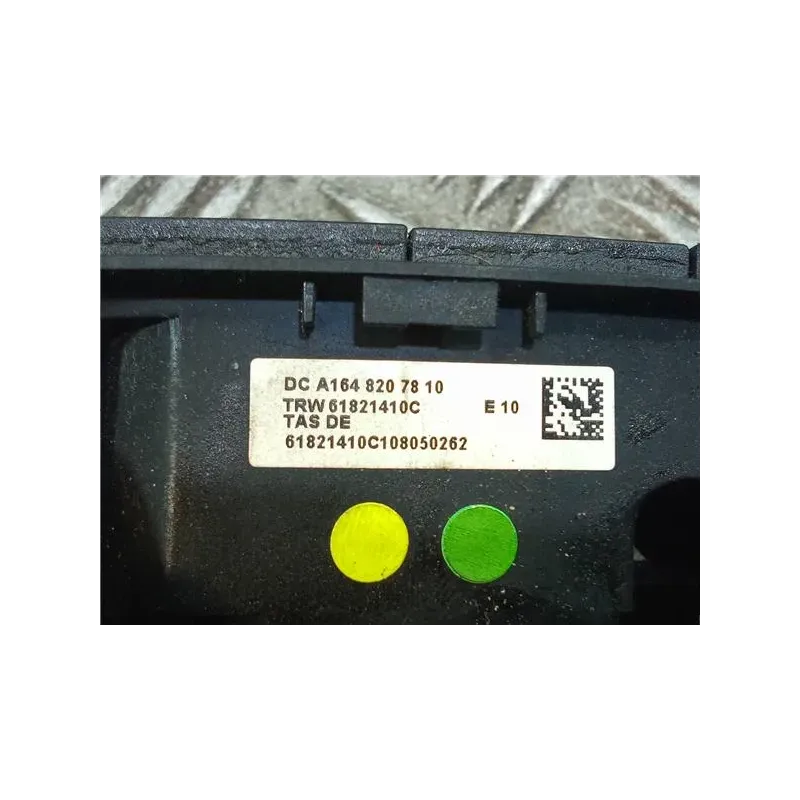 DC A164 820 78 10
TRW 61821410C E 10
TAS DE
61821410C108050262